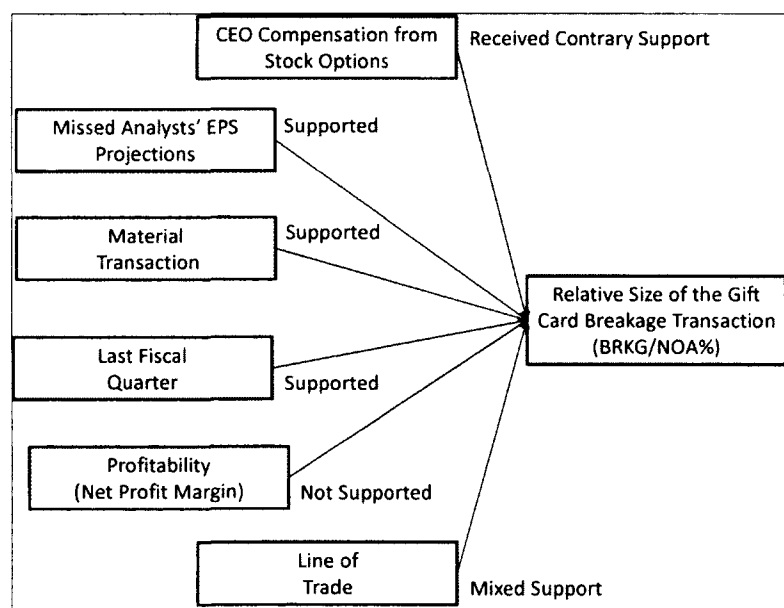 CEO Compensation from
Stock Options
Received Contrary Support
Missed Analysts' EPS
Projections
Supported
Material
Transaction
Supported
Relative Size of the Gift
Card Breakage Transaction
(BRKG/NOA%)
Last Fiscal
Quarter
Supported
Profitability
(Net Profit Margin)
Not Supported
Line of
Trade
Mixed Support